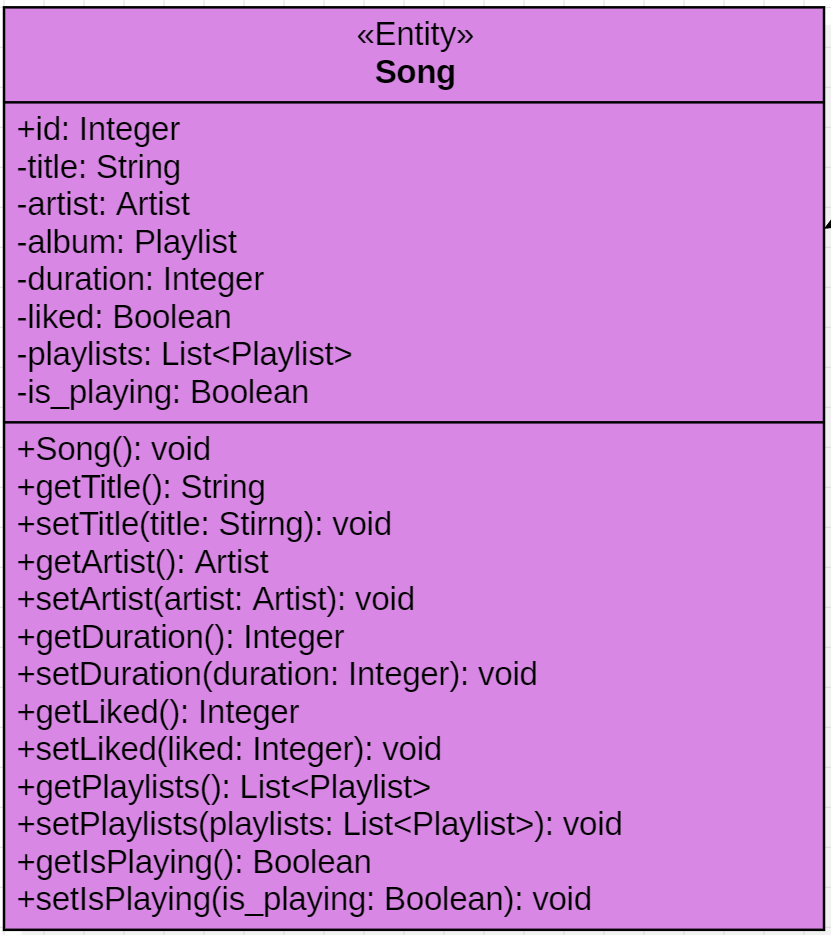 «Entity»
Song
+id: Integer
-title: String
-artist: Artist
-album: Playlist
-duration: Integer
-liked: Boolean
-playlists: List<Playlist>
-is_playing: Boolean
+Song(): void
+getTitle(): String
+setTitle(title: Stirng): void
+getArtist(): Artist
+setArtist(artist: Artist): void
+getDuration(): Integer
+setDuration(duration: Integer): void
+getLiked(): Integer
+setLiked(liked: Integer): void
+getPlaylists(): List<Playlist>
+setPlaylists(playlists: List<Playlist>): void
+getIsPlaying(): Boolean
+setIsPlaying(is_playing: Boolean): void